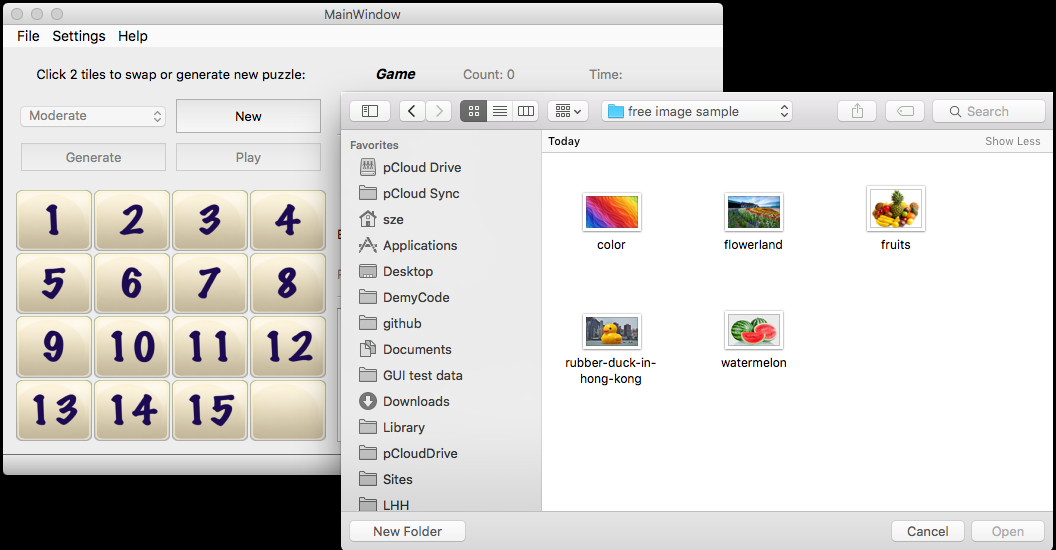 MainWindow
File Settings Help
Click 2 tiles to swap or generate new puzzle:
Game
Count: 0
Time:
Moderate
New
Generate
Play
1 2 3 4
5 6 7 8
9 10 11 12
13 14 15
free image sample
Search
Favorites
pCloud Drive
pCloud Sync
sze
Applications
Desktop
DemyCode
github
Documents
GUI test data
Downloads
Library
pCloudDrive
Sites
LHH
Today
Show Less
color
flowerland
fruits
rubber-duck-in-
hong-kong
watermelon
New Folder
Cancel
Open